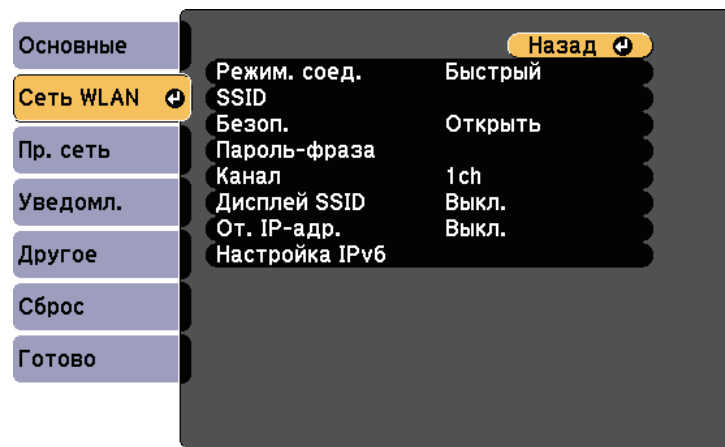 Основные
Сеть WLAN
Пр. сеть
Уведомл.
Другое
Сброс
Готово
Назад
Режим. соед. Быстрый
SSID
Безоп. Открыть
Пароль-фраза
Канал 1ch
Дисплей SSID Выкл.
От. IP-адр. Выкл.
Настройка IPv6